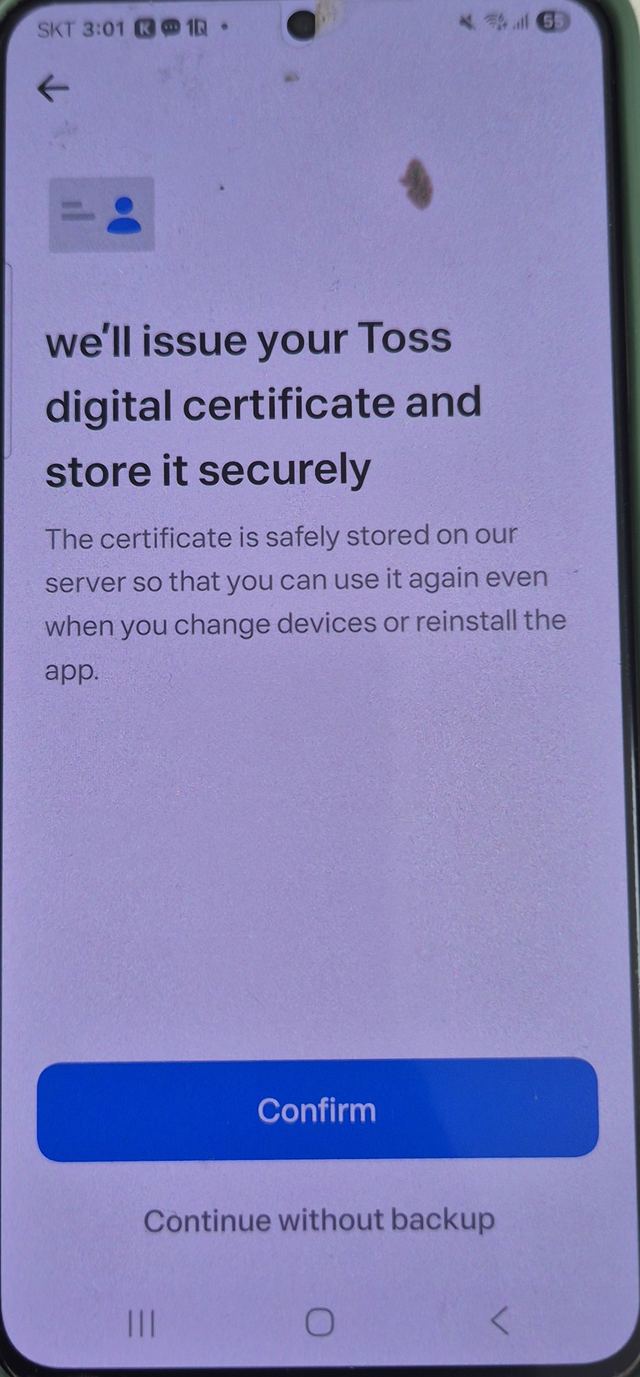 SKT 3:01
we'll issue your Toss
digital certificate and
store it securely
The certificate is safely stored on our
server so that you can use it again even
when you change devices or reinstall the
app.
Confirm
Continue without backup